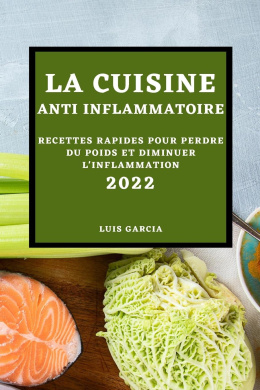 LA CUISINE
ANTI INFLAMMATOIRE
RECETTES RAPIDES POUR PERDRE
DU POIDS ET DIMINUER
L'INFLAMMATION
2022
LUIS GARCIA